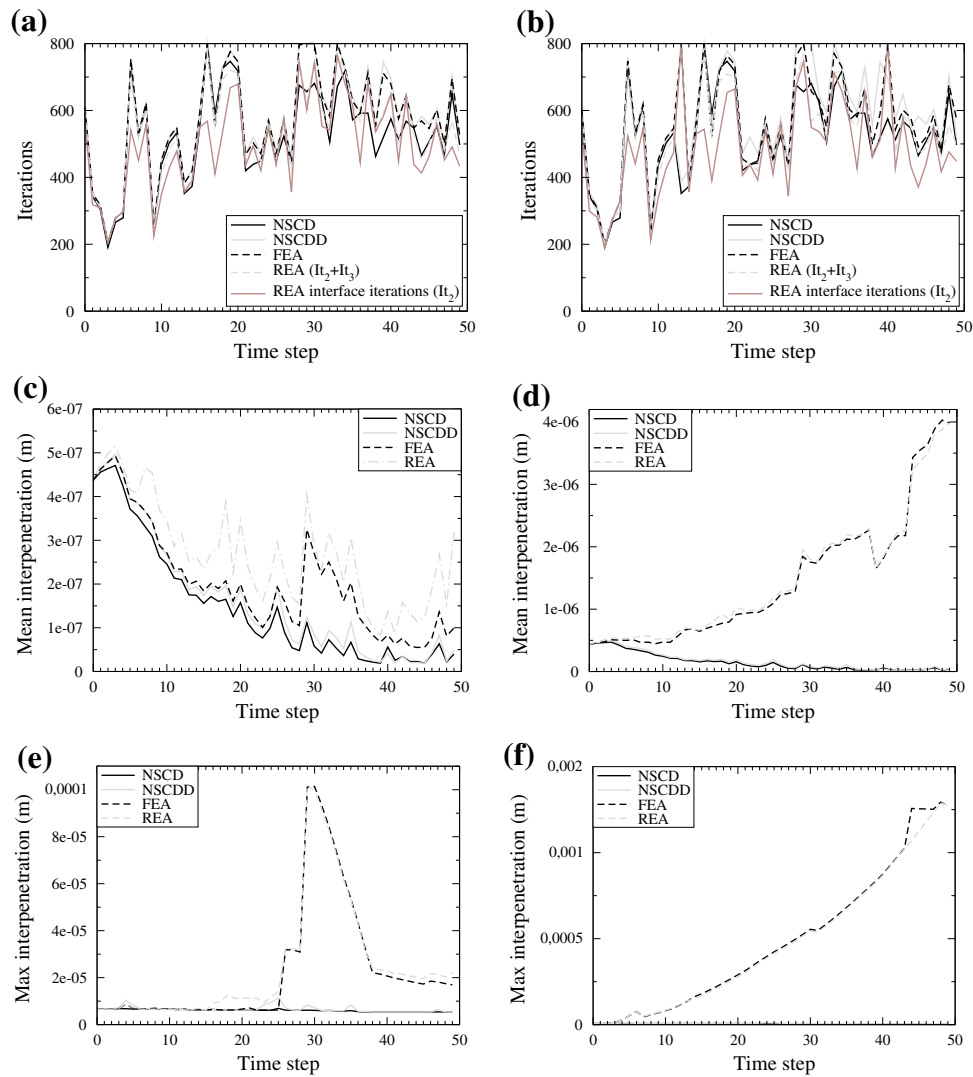 (a)
800
600
400
200
0
Iterations
NSCD
NSCDD
FEA
REA (It₂+It₃)
REA interface iterations (It₂)
0 10 20 30 40 50
Time step
(b)
800
600
400
200
0
Iterations
NSCD
NSCDD
FEA
REA (It₂+It₃)
REA interface iterations (It₂)
0 10 20 30 40 50
Time step
(c)
6e-07
5e-07
4e-07
3e-07
2e-07
1e-07
0
Mean interpenetration (m)
NSCD
NSCDD
FEA
REA
0 10 20 30 40 50
Time step
(d)
4e-06
3e-06
2e-06
1e-06
0
Mean interpenetration (m)
NSCD
NSCDD
FEA
REA
0 10 20 30 40 50
Time step
(e)
0,0001
8e-05
6e-05
4e-05
2e-05
0
Max interpenetration (m)
NSCD
NSCDD
FEA
REA
0 10 20 30 40 50
Time step
(f)
0,002
0,001
0,0005
0
Max interpenetration (m)
NSCD
NSCDD
FEA
REA
0 10 20 30 40 50
Time step